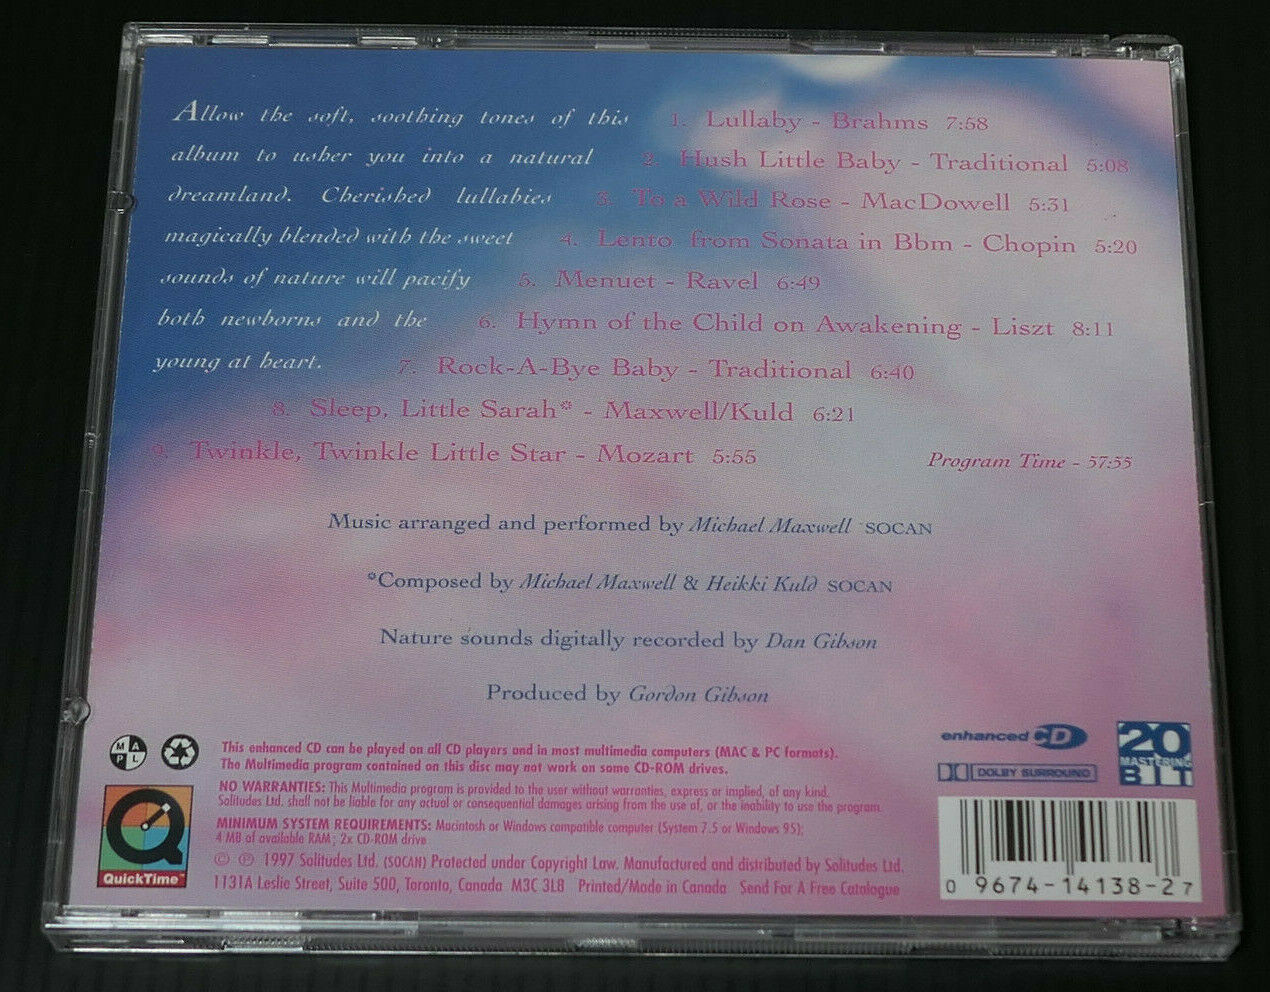 Allow the soft, soothing tones of this
album to usher you into a natural
dreamland. Cherished lullabies
magically blended with the sweet
sounds of nature will pacify
both newborns and the
young at heart.
1. Lullaby - Brahms 7:58
2. Hush Little Baby - Traditional 5:08
3. To a Wild Rose - MacDowell 5:31
4. Lento from Sonata in Bbm - Chopin 5:20
5. Menuet - Ravel 6:49
6. Hymn of the Child on Awakening - Liszt 8:11
7. Rock-A-Bye Baby - Traditional 6:40
8. Sleep, Little Sarah* - Maxwell/Kuld 6:21
9. Twinkle, Twinkle Little Star - Mozart 5:55
Program Time - 57:55
Music arranged and performed by Michael Maxwell SOCAN
*Composed by Michael Maxwell & Heikki Kuld SOCAN
Nature sounds digitally recorded by Dan Gibson
Produced by Gordon Gibson
M A
P L
This enhanced CD can be played on all CD players and in most multimedia computers (MAC & PC formats).
The Multimedia program contained on this disc may not work on some CD-ROM drives.
NO WARRANTIES: This Multimedia program is provided to the user without warranties, express or implied, of any kind.
Solitudes Ltd. shall not be liable for any actual or consequential damages arising from the use of, or the inability to use the program.
MINIMUM SYSTEM REQUIREMENTS: Macintosh or Windows compatible computer (System 7.5 or Windows 95);
4 MB of available RAM; 2x CD-ROM drive
© ℗ 1997 Solitudes Ltd. (SOCAN) Protected under Copyright Law. Manufactured and distributed by Solitudes Ltd.
1131A Leslie Street, Suite 500, Toronto, Canada M3C 3L8 Printed/Made in Canada Send For A Free Catalogue
QuickTime™
enhanced CD
DOLBY SURROUND
20
MASTERING
BIT
0 9674-14138-2 7